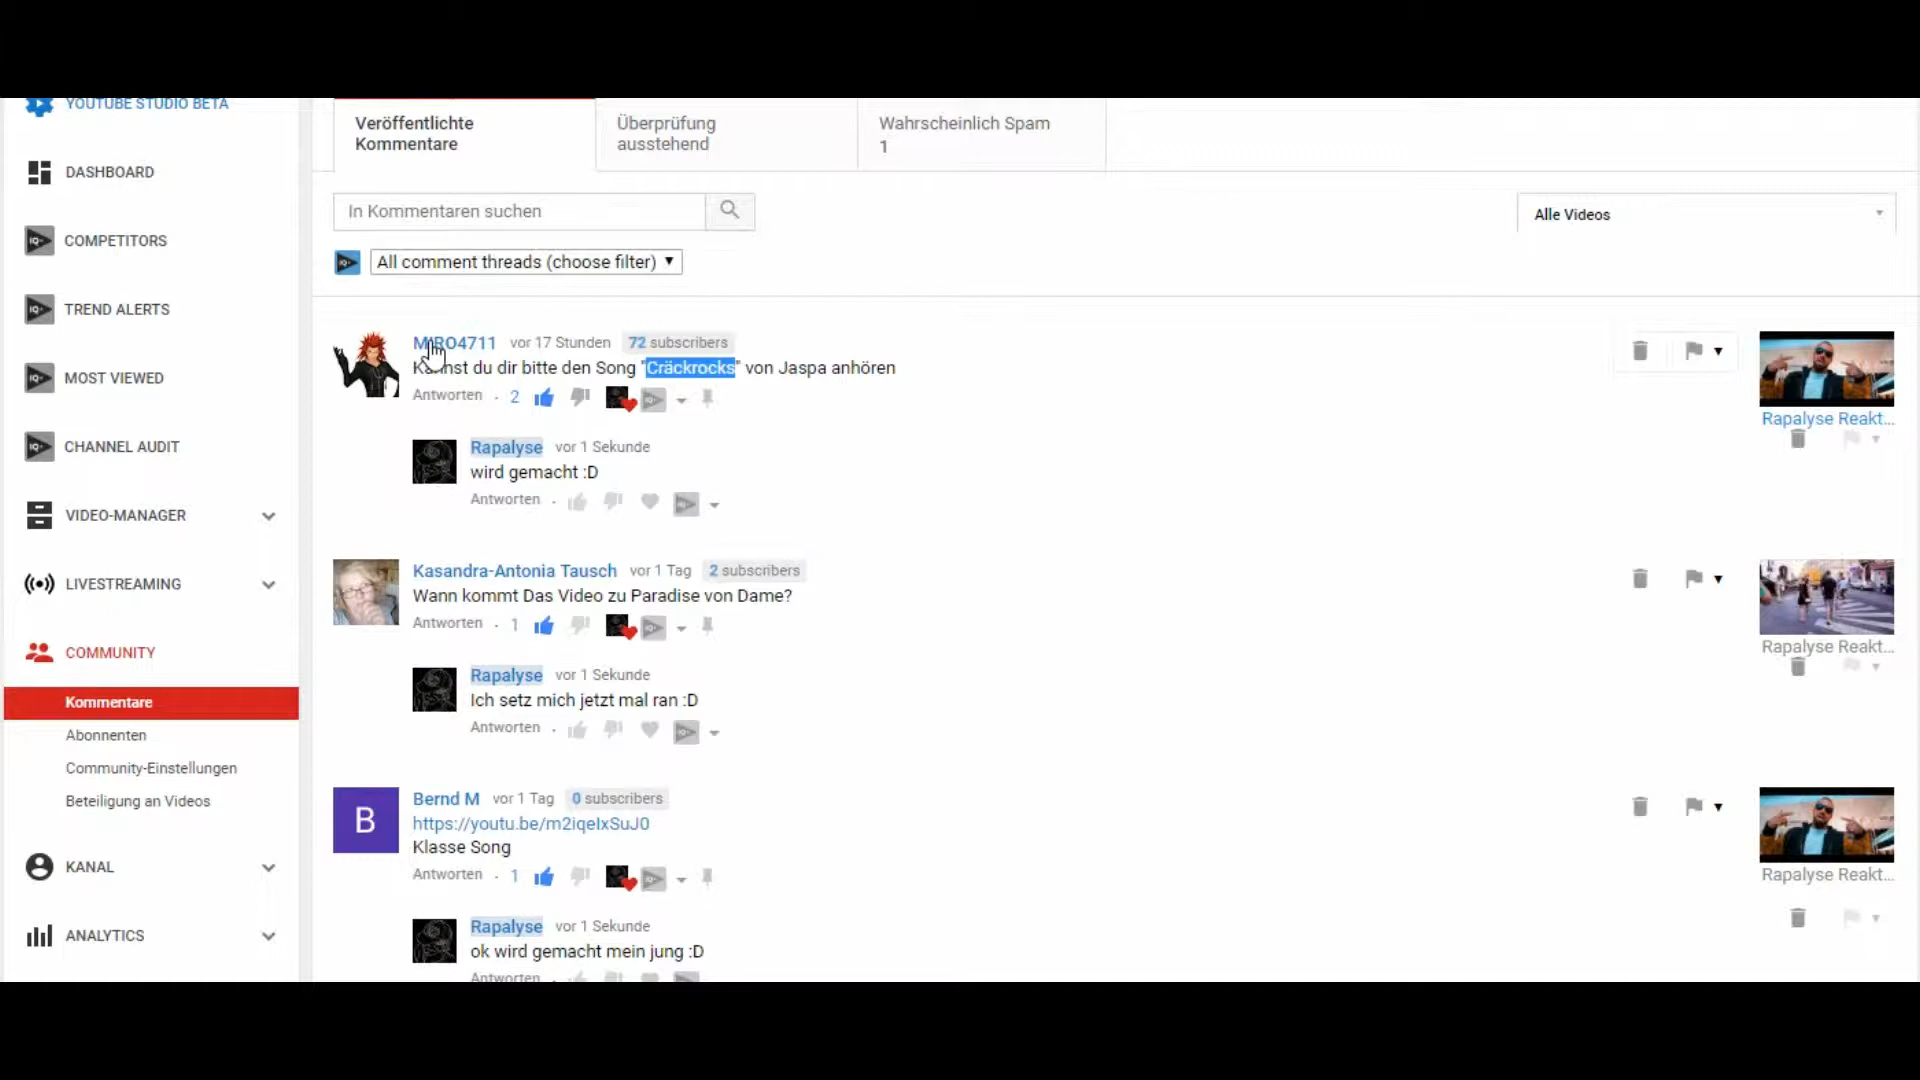 YOUTUBE STUDIO BETA
DASHBOARD
COMPETITORS
TREND ALERTS
MOST VIEWED
CHANNEL AUDIT
VIDEO-MANAGER
LIVESTREAMING
COMMUNITY
Kommentare
Abonnenten
Community-Einstellungen
Beteiligung an Videos
KANAL
ANALYTICS
Veröffentlichte
Kommentare
Überprüfung
ausstehend
Wahrscheinlich Spam
1
In Kommentaren suchen
Alle Videos
All comment threads (choose filter)
MIRO4711 vor 17 Stunden 72 subscribers
Kannst du dir bitte den Song "Cräckrocks" von Jaspa anhören
Antworten · 2
Rapalyse Reakt...
Rapalyse vor 1 Sekunde
wird gemacht :D
Antworten ·
Kasandra-Antonia Tausch vor 1 Tag 2 subscribers
Wann kommt Das Video zu Paradise von Dame?
Antworten · 1
Rapalyse Reakt...
Rapalyse vor 1 Sekunde
Ich setz mich jetzt mal ran :D
Antworten ·
Bernd M vor 1 Tag 0 subscribers
https://youtu.be/m2iqeIxSuJ0
Klasse Song
Antworten · 1
Rapalyse Reakt...
B
Rapalyse vor 1 Sekunde
ok wird gemacht mein jung :D
Antworten